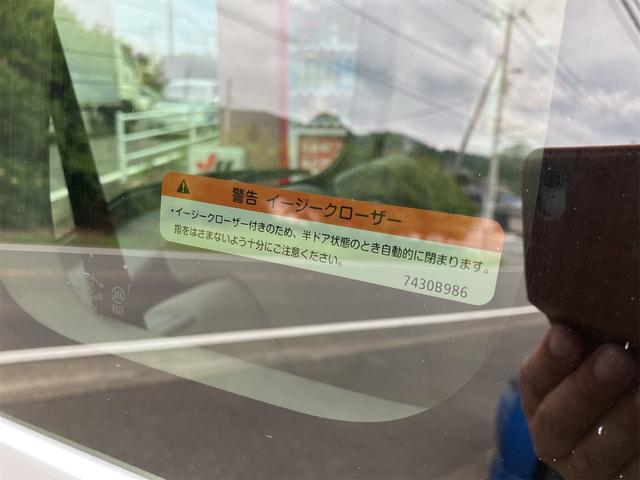 警告 イージークローザー
・イージークローザー付きのため、半ドア状態のとき自動的に閉まります。
指をはさまないよう十分にご注意ください。
7430B986